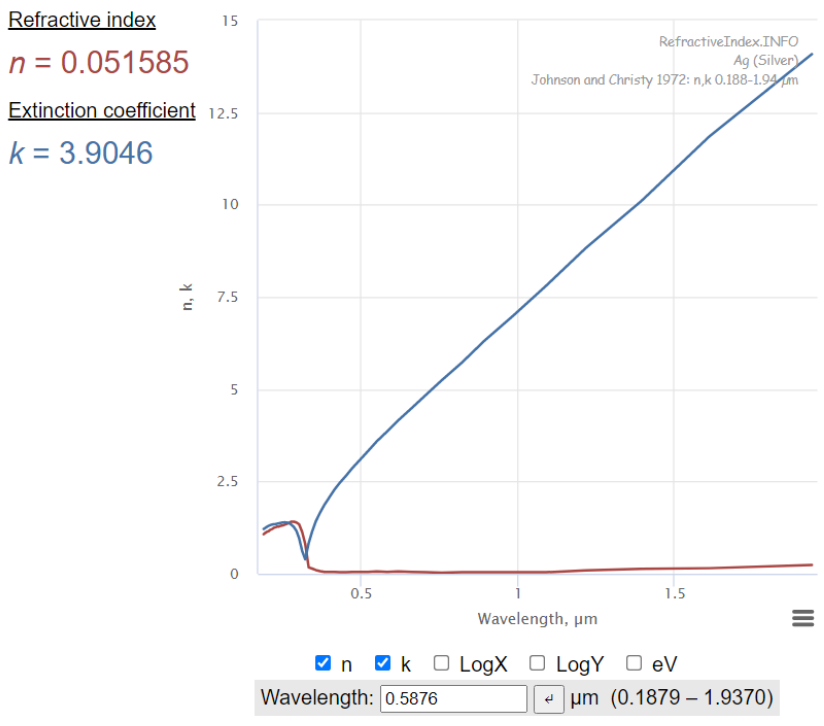 Refractive index
n = 0.051585
Extinction coefficient
k = 3.9046
RefractiveIndex.INFO
Ag (Silver)
Johnson and Christy 1972: n,k 0.188-1.94 µm
15
12.5
10
7.5
5
2.5
0
n, k
0.5 1 1.5
Wavelength, µm
n k LogX LogY eV
Wavelength: 0.5876 ↵ µm (0.1879 – 1.9370)